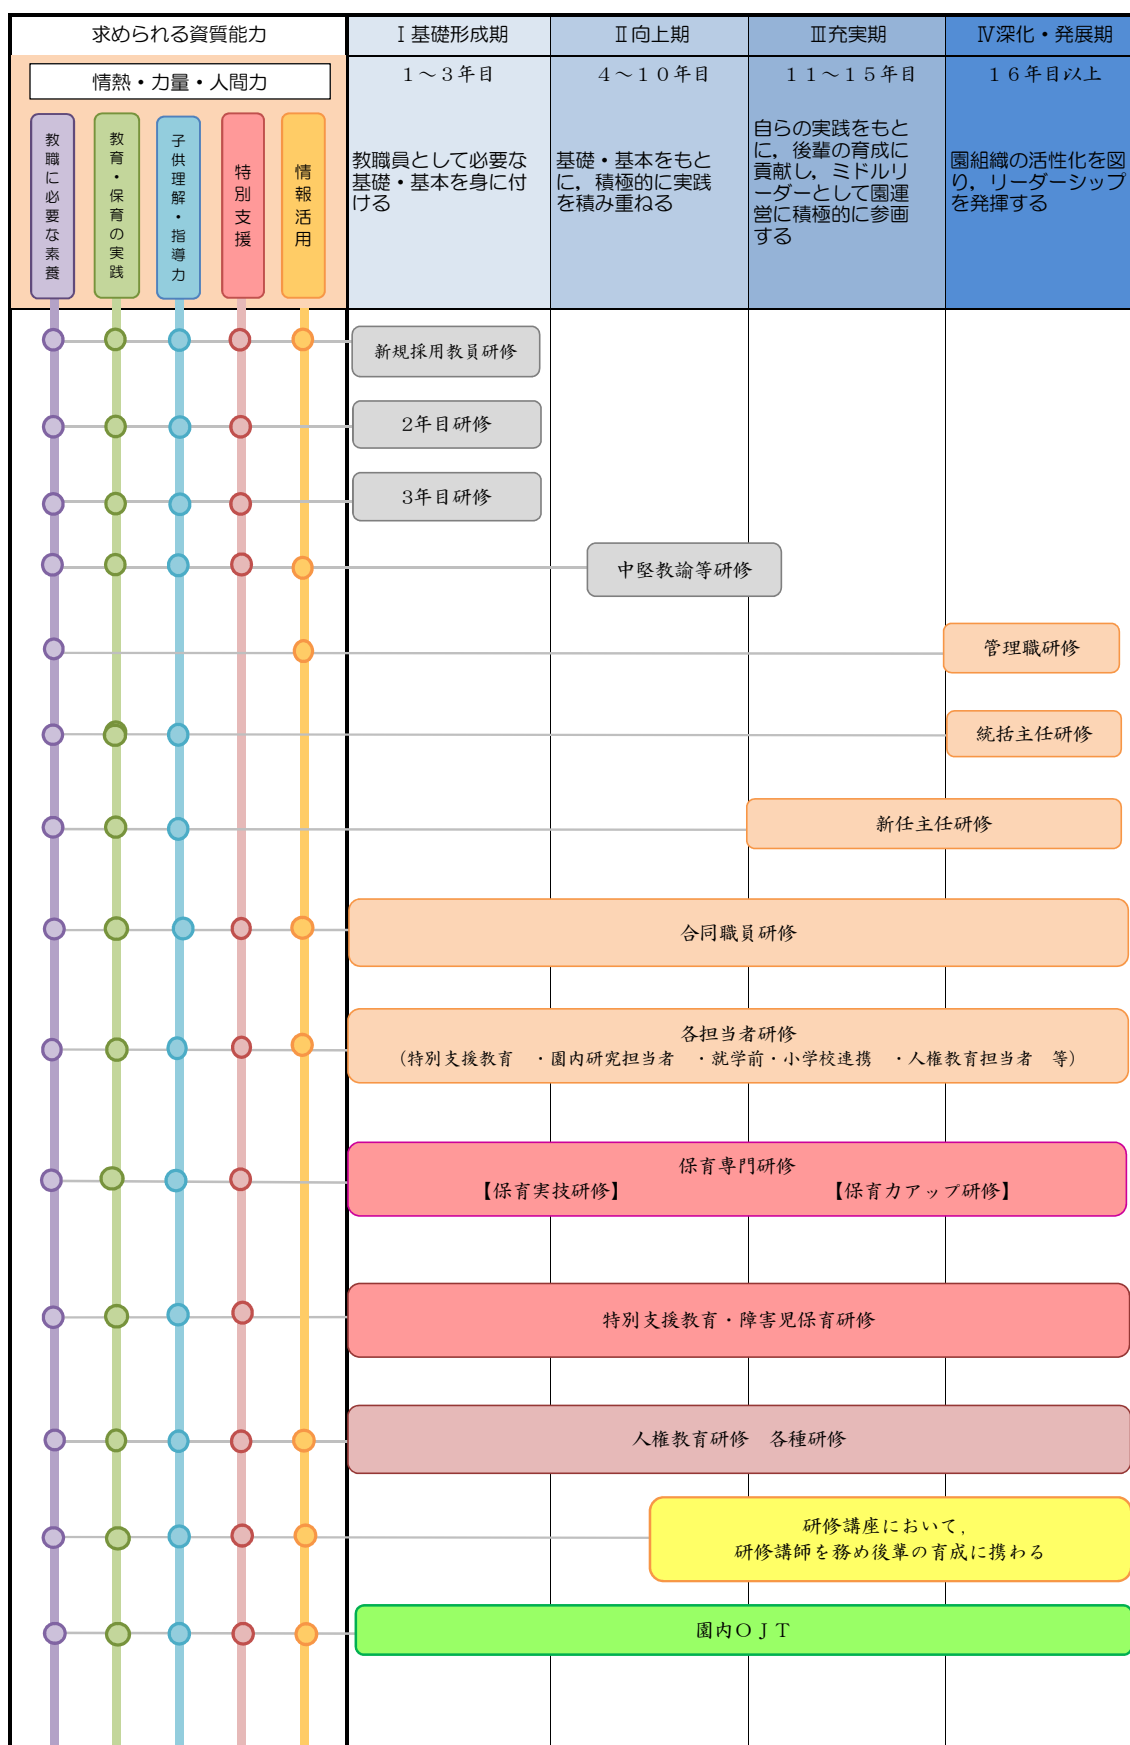 求められる資質能力
Ⅰ基礎形成期
Ⅱ向上期
Ⅲ充実期
Ⅳ深化・発展期
情熱・力量・人間力
教職に必要な素養
教育・保育の実践
子供理解・指導力
特別支援
情報活用
１～３年目
４～１０年目
１１～１５年目
１６年目以上
教職員として必要な
基礎・基本を身に付
ける
基礎・基本をもと
に，積極的に実践
を積み重ねる
自らの実践をもと
に，後輩の育成に
貢献し，ミドルリ
ーダーとして園運
営に積極的に参画
する
園組織の活性化を図
り，リーダーシップ
を発揮する
新規採用教員研修
２年目研修
３年目研修
中堅教諭等研修
管理職研修
統括主任研修
新任主任研修
合同職員研修
各担当者研修
（特別支援教育　・園内研究担当者　・就学前・小学校連携　・人権教育担当者　等）
保育専門研修
【保育実技研修】　【保育力アップ研修】
特別支援教育・障害児保育研修
人権教育研修　各種研修
研修講座において，
研修講師を務め後輩の育成に携わる
園内ＯＪＴ